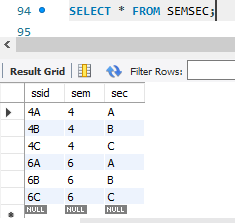 94 SELECT * FROM SEMSEC;
95
Result Grid Filter Rows:
ssid sem sec
4A 4 A
4B 4 B
4C 4 C
6A 6 A
6B 6 B
6C 6 C
NULL NULL NULL